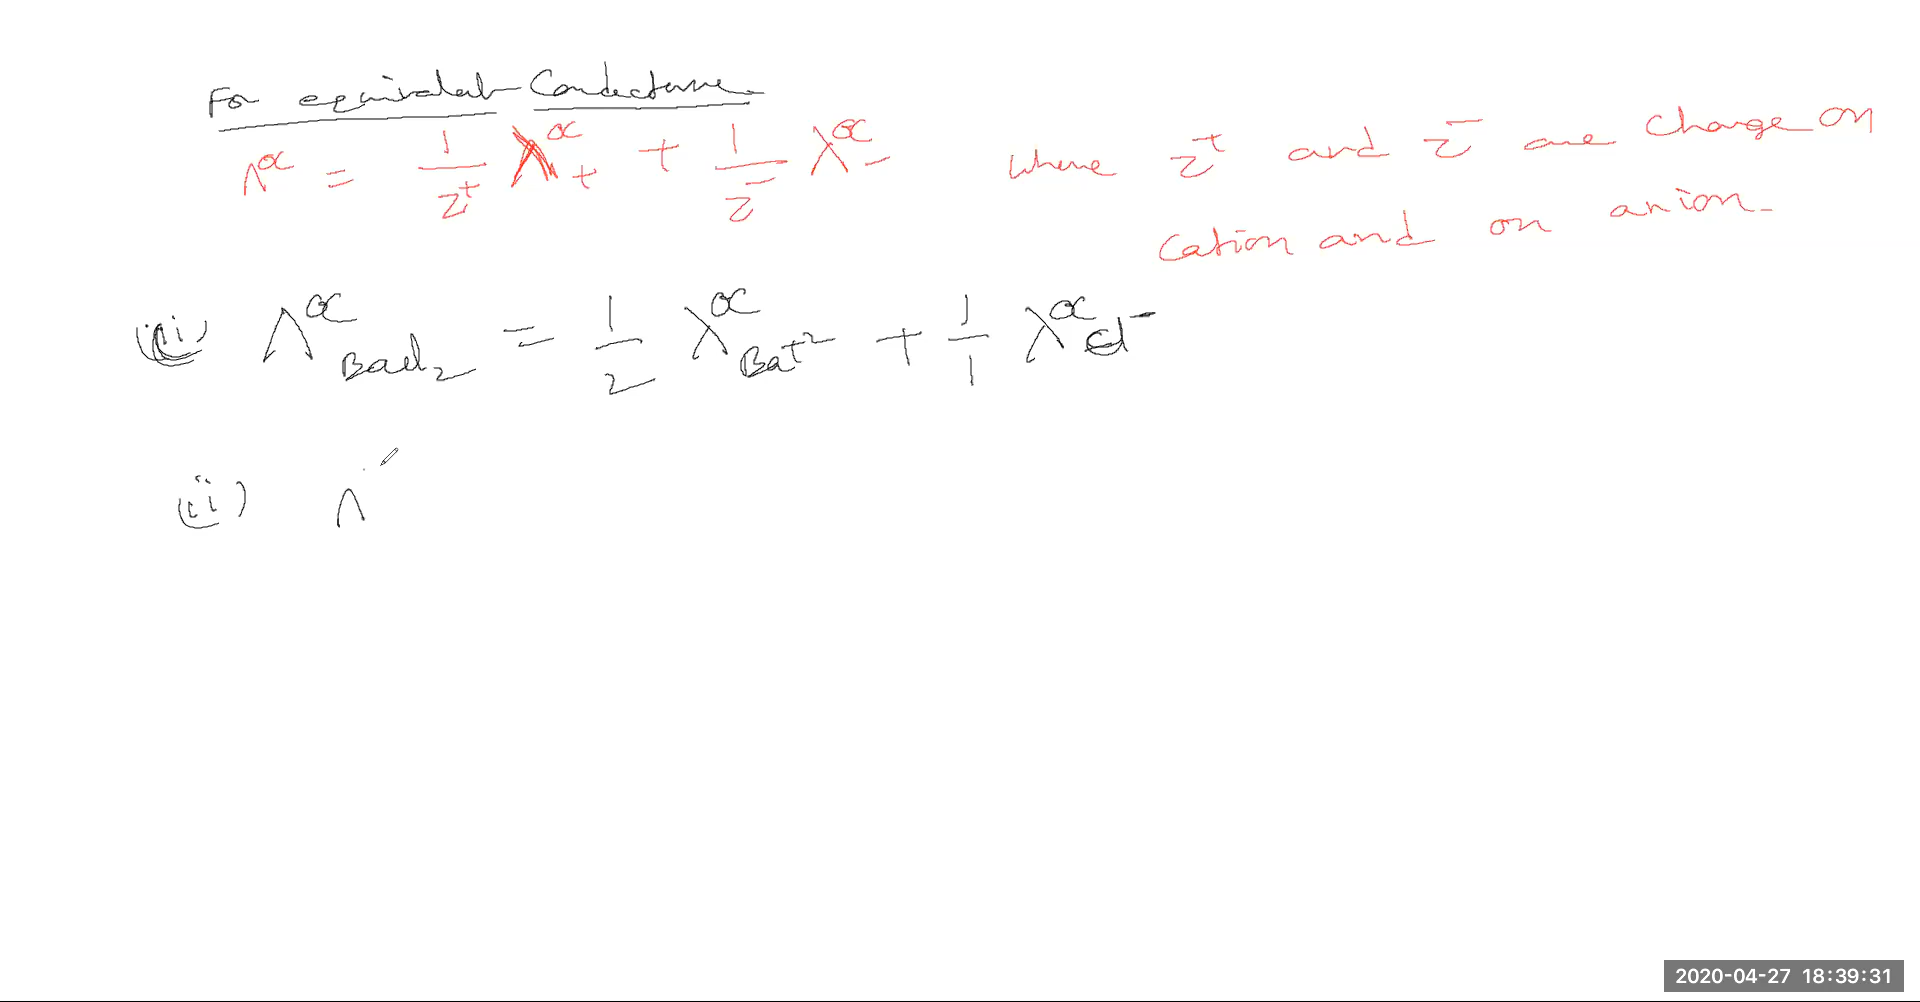 For equivalent Conductance
Λ^∝ = 1/z⁺ λ^∝₊ + 1/z⁻ λ^∝₋ where z⁺ and z⁻ are charge on
cation and on anion.
(i) Λ^∝ BaCl₂ = 1/2 λ^∝ Ba⁺² + 1/1 λ^∝ Cl⁻
(ii) Λ
2020-04-27 18:39:31